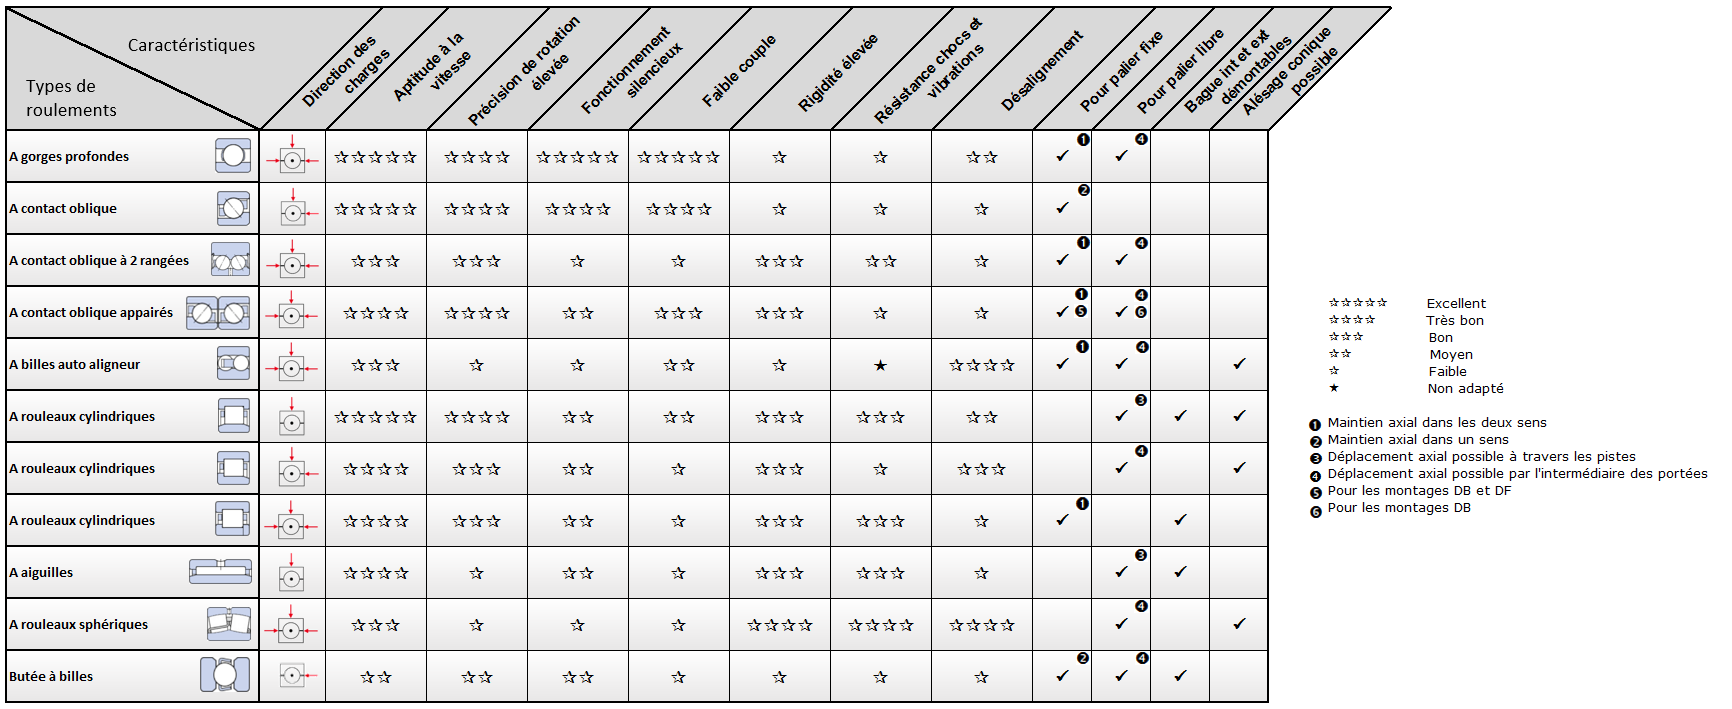 Caractéristiques
Types de
roulements
Direction des
charges
Aptitude à la
vitesse
Précision de rotation
élevée
Fonctionnement
silencieux
Faible couple
Rigidité élevée
Résistance chocs et
vibrations
Désalignement
Pour palier fixe
Pour palier libre
Bague int et ext
démontables
Alésage conique
possible
A gorges profondes ☆☆☆☆☆ ☆☆☆☆ ☆☆☆☆☆ ☆☆☆☆☆ ☆ ☆ ☆☆ ✓ ❶ ✓ ❹
A contact oblique ☆☆☆☆☆ ☆☆☆☆ ☆☆☆☆ ☆☆☆☆ ☆ ☆ ☆ ✓ ❷
A contact oblique à 2 rangées ☆☆☆ ☆☆☆ ☆ ☆ ☆☆☆ ☆☆ ☆ ✓ ❶ ✓ ❹
A contact oblique appairés ☆☆☆☆ ☆☆☆☆ ☆☆ ☆☆☆ ☆☆☆ ☆ ☆ ✓ ❶ ❺ ✓ ❹ ❻
A billes auto aligneur ☆☆☆ ☆ ☆ ☆☆ ☆ ★ ☆☆☆☆ ✓ ❶ ✓ ❹ ✓
A rouleaux cylindriques ☆☆☆☆☆ ☆☆☆☆ ☆☆ ☆☆ ☆☆☆ ☆☆☆ ☆☆ ✓ ❸ ✓ ✓
A rouleaux cylindriques ☆☆☆☆ ☆☆☆ ☆☆ ☆ ☆☆☆ ☆ ☆☆☆ ✓ ❹ ✓
A rouleaux cylindriques ☆☆☆☆ ☆☆☆ ☆☆ ☆ ☆☆☆ ☆☆☆ ☆ ✓ ❶ ✓
A aiguilles ☆☆☆☆ ☆ ☆☆ ☆ ☆☆☆ ☆☆☆ ☆ ✓ ❸ ✓
A rouleaux sphériques ☆☆☆ ☆ ☆ ☆ ☆☆☆☆ ☆☆☆☆ ☆☆☆☆ ✓ ❹ ✓
Butée à billes ☆☆ ☆☆ ☆☆ ☆ ☆ ☆ ☆ ✓ ❷ ✓ ❹ ✓
☆☆☆☆☆ Excellent
☆☆☆☆ Très bon
☆☆☆ Bon
☆☆ Moyen
☆ Faible
★ Non adapté
❶ Maintien axial dans les deux sens
❷ Maintien axial dans un sens
❸ Déplacement axial possible à travers les pistes
❹ Déplacement axial possible par l'intermédiaire des portées
❺ Pour les montages DB et DF
❻ Pour les montages DB